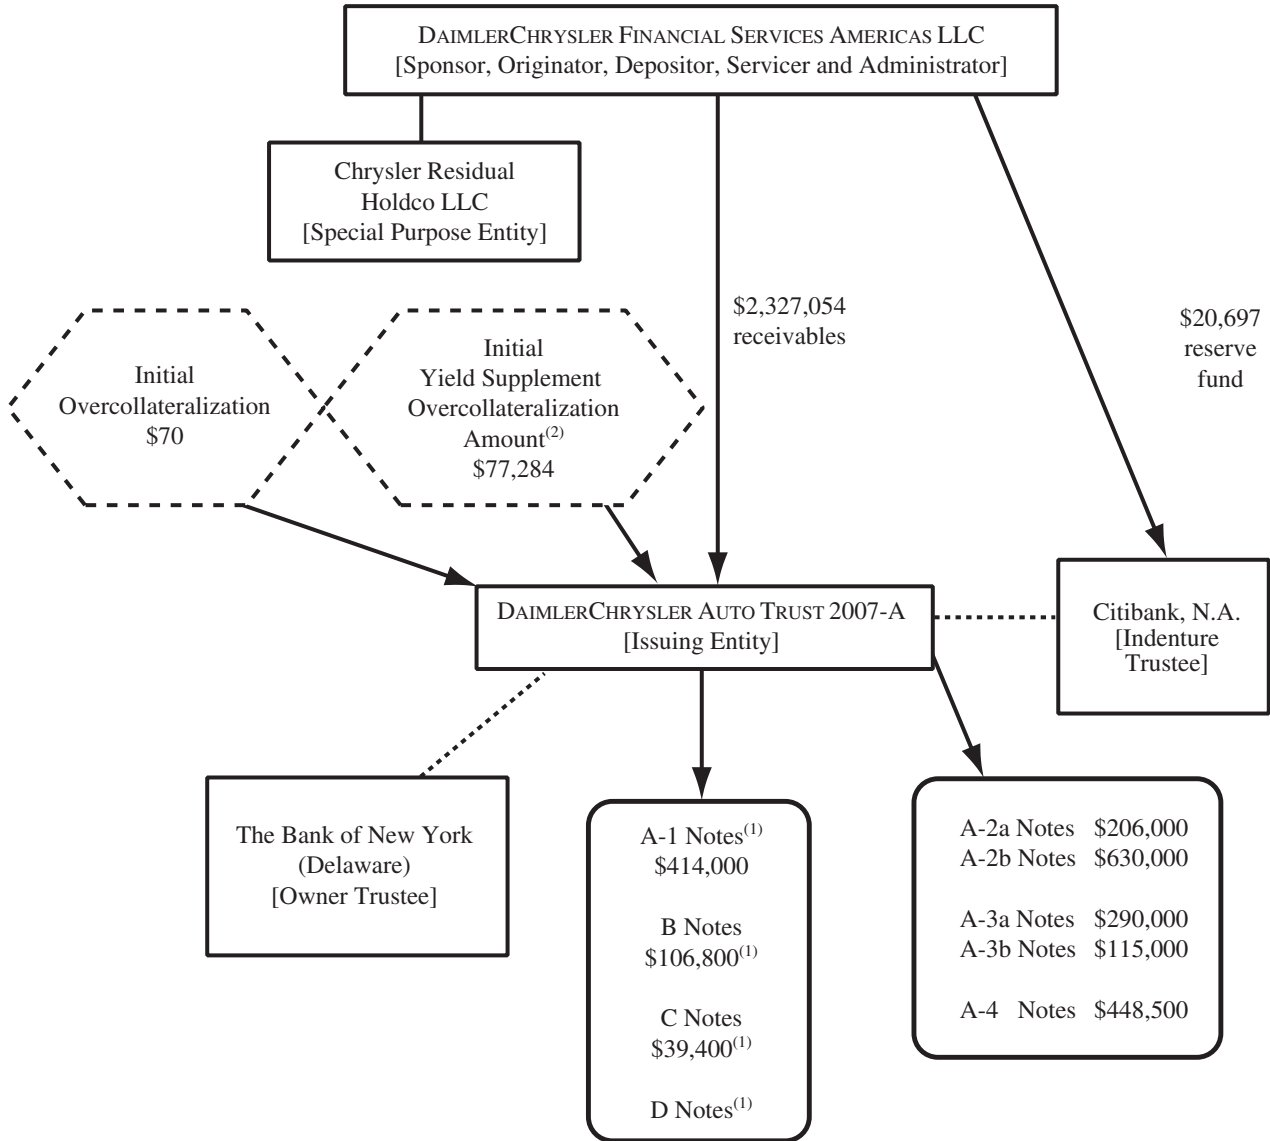 DAIMLERCHRYSLER FINANCIAL SERVICES AMERICAS LLC
[Sponsor, Originator, Depositor, Servicer and Administrator]
Chrysler Residual
Holdco LLC
[Special Purpose Entity]
$2,327,054
receivables
$20,697
reserve
fund
Initial
Overcollateralization
$70
Initial
Yield Supplement
Overcollateralization
Amount(2)
$77,284
DAIMLERCHRYSLER AUTO TRUST 2007-A
[Issuing Entity]
Citibank, N.A.
[Indenture
Trustee]
The Bank of New York
(Delaware)
[Owner Trustee]
A-1 Notes(1)
$414,000
B Notes
$106,800(1)
C Notes
$39,400(1)
D Notes(1)
A-2a Notes $206,000
A-2b Notes $630,000
A-3a Notes $290,000
A-3b Notes $115,000
A-4 Notes $448,500